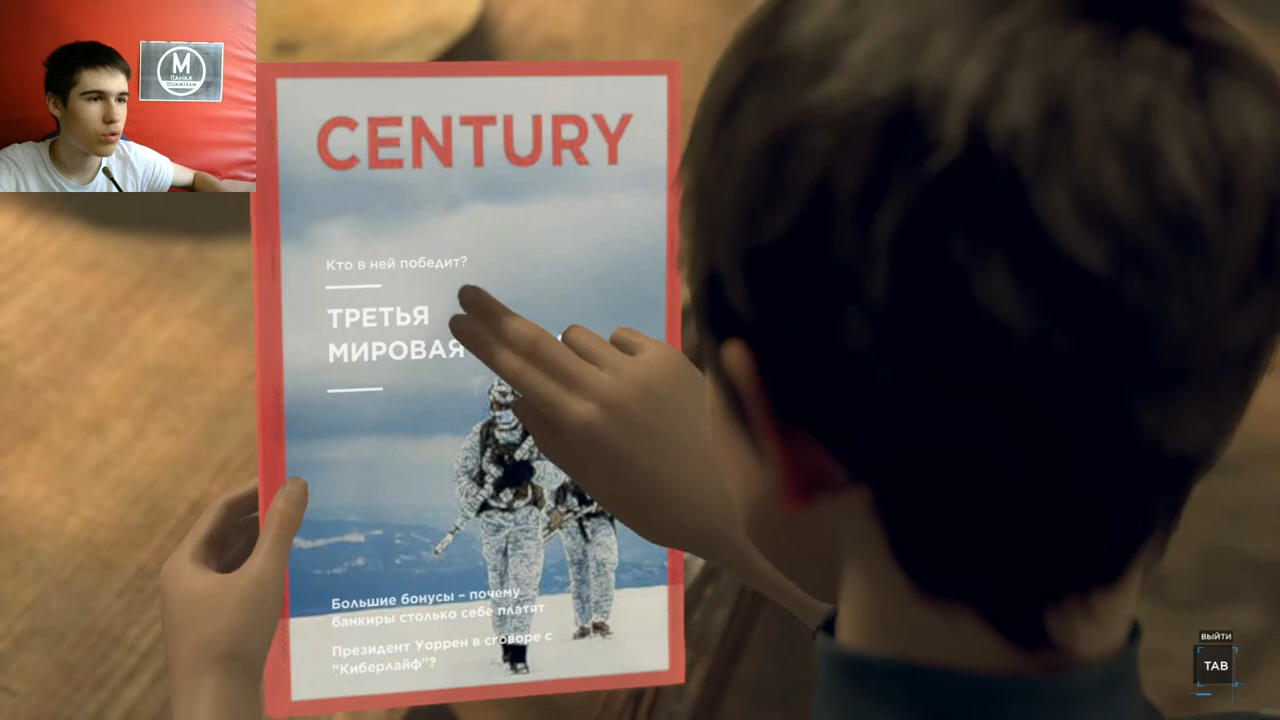 М
ПАНАХ
CENTURY
Кто в ней победит?
ТРЕТЬЯ
МИРОВАЯ
Большие бонусы – почему
банкиры столько себе платят
Президент Уоррен в сговоре с
"Киберлайф"?
ВЫЙТИ
TAB